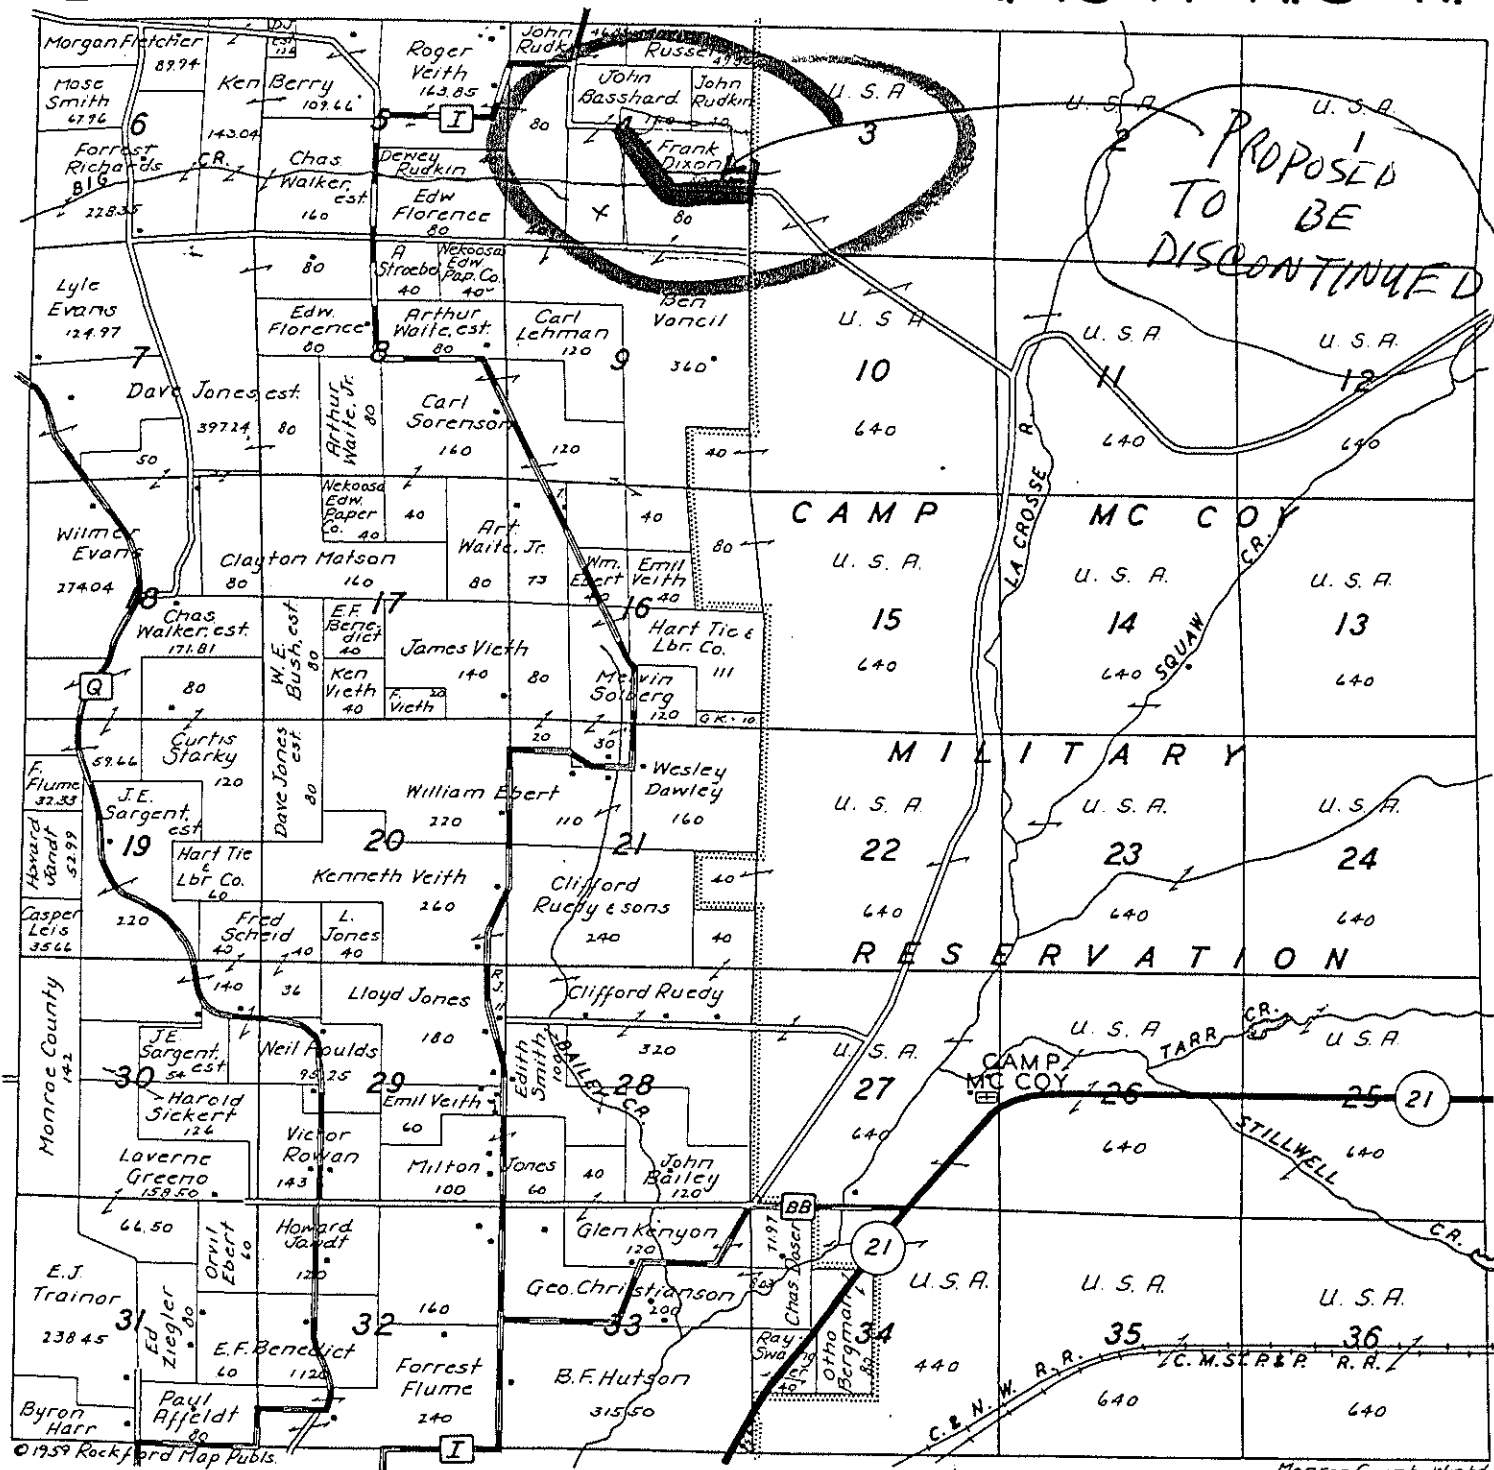 Morgan Fletcher
89.94
Mose
Smith
67.96
6
Forrest
Richards
BIG
228.35
CR.
143.04
Ken Berry
109.66
Chas.
Walker,
est.
160
Roger
Veith
163.85
5
I
Dewey
Rudkin
Edw
Florence
80
John
Rudkin
Russell
John
Basshard
John
Rudkin
80
4
Frank
Dixon
X
80
40
U. S. A
3
U. S. A
2
U. S. A.
1
PROPOSED
TO BE
DISCONTINUED
Lyle
Evans
124.97
7
80
A
Stroebo
40
Nekoosa
Edw
Pap. Co.
40
Edw.
Florence
80
Arthur
Waite, est.
80
8
Carl
Lehman
120
9
Ben
Vancil
360
U. S. A
10
640
U. S. A.
11
640
U. S. A.
12
640
Dave Jones, est.
397.24
80
50
Arthur
Waite, Jr.
80
Carl
Sorenson
160
120
40
LA CROSSE R.
CAMP MC COY
Wilmer
Evans
274.04
18
Nekoosa
Edw.
Paper
Co.
40
40
Clayton Matson
80
160
Art
Waite, Jr.
80
73
40
80
Wm.
Ebert
40
Emil
Veith
40
U. S. A.
15
640
U. S. A.
14
640
U. S. A.
13
640
SQUAW CR.
Chas
Walker, est.
171.81
W. E.
Bush, est
80
E.F.
Bene-
dict
40
17
Ken
Vieth
40
James Vieth
140
F.
Vieth
20
80
16
Hart Tie &
Lbr. Co.
111
Melvin
Solberg
120
G.K. 10
Q
80
MILITARY
F.
Flume
32.33
59.66
Curtis
Starky
120
Dave Jones
est.
80
20
30
William Ebert
220
110
Wesley
Dawley
160
Howard
Jandt
52.99
J.E.
Sargent,
est
19
Hart Tie
&
Lbr. Co.
60
20
21
U. S. A
22
640
U. S. A.
23
640
U. S. A.
24
640
Kenneth Veith
260
Clifford
Ruedy & sons
240
40
40
Casper
Leis
35.66
220
Fred
Scheid
40
40
L.
Jones
40
RESERVATION
Monroe County
142
140
36
Lloyd Jones
180
R.J.
11
Clifford Ruedy
320
J.E.
Sargent,
est
54
Neil Foulds
95.25
30
29
Edith
Smith
100
BAILEY CR.
28
U. S. A.
27
640
CAMP
MC COY
U. S. A
26
640
TARR CR.
U. S. A
25
640
21
STILLWELL CR.
Harold
Sickert
126
Emil Veith
60
Laverne
Greeno
158.50
Victor
Rowan
143
Milton Jones
100
60
40
John
Bailey
120
BB
21
66.50
Orvil
Ebert
60
Howard
Jandt
120
Glen Kenyon
120
71.97
Chas. Doser
E.J.
Trainor
238.45
31
Ed
Ziegler
80
E.F. Benedict
60
112
32
160
Geo. Christianson
200
33
Otho
Bergman
34
U. S. A.
440
U. S. A.
35
640
U. S. A.
36
640
Forrest
Flume
240
B.F. Hutson
315.50
C. & N. W. R. R.
C. M. ST. P. & P. R. R.
Byron
Harr
Paul
Affeldt
80
I
© 1959 Rockford Map Publs.